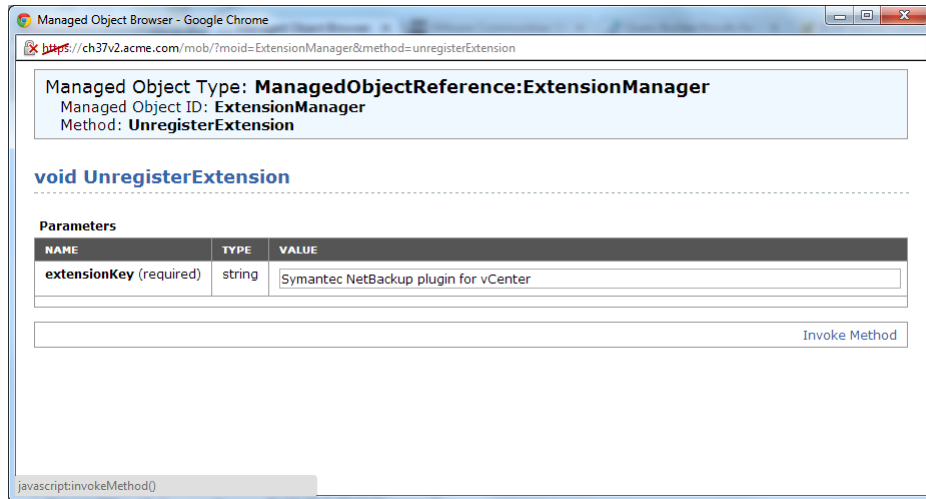 Managed Object Browser - Google Chrome
https://ch37v2.acme.com/mob/?moid=ExtensionManager&method=unregisterExtension
Managed Object Type: ManagedObjectReference:ExtensionManager
Managed Object ID: ExtensionManager
Method: UnregisterExtension
void UnregisterExtension
Parameters
NAME TYPE VALUE
extensionKey (required) string Symantec NetBackup plugin for vCenter
Invoke Method
javascript:invokeMethod()